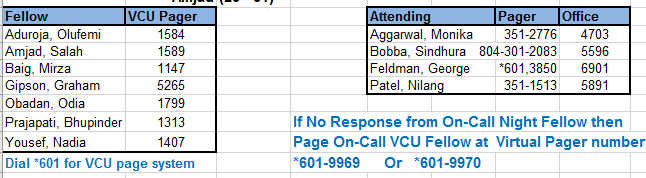 Fellow VCU Pager
Aduroja, Olufemi 1584
Amjad, Salah 1589
Baig, Mirza 1147
Gipson, Graham 5265
Obadan, Odia 1799
Prajapati, Bhupinder 1313
Yousef, Nadia 1407
Dial *601 for VCU page system
Attending Pager Office
Aggarwal, Monika 351-2776 4703
Bobba, Sindhura 804-301-2083 5596
Feldman, George *601,3850 6901
Patel, Nilang 351-1513 5891
If No Response from On-Call Night Fellow then
Page On-Call VCU Fellow at Virtual Pager number
*601-9969 Or *601-9970